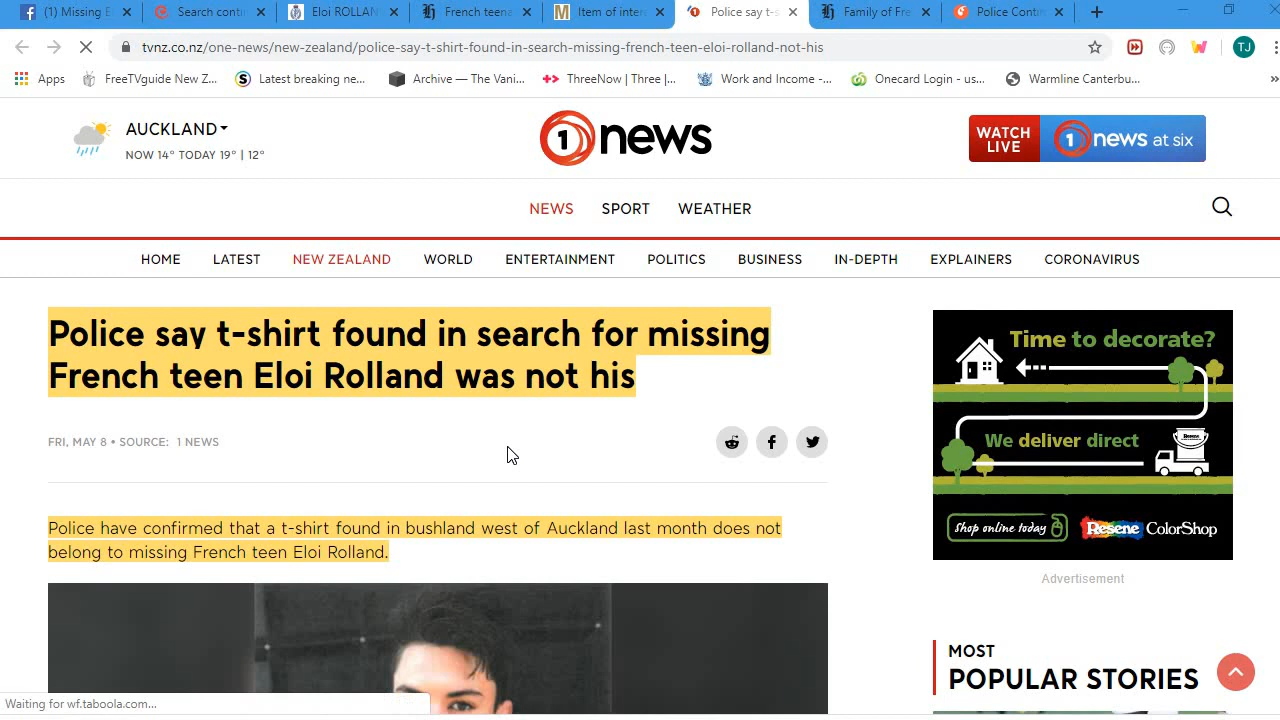 (1) Missing E
Search conti
Eloi ROLLAN
French teena
Item of inter
Police say t-s
Family of Fre
Police Contin
tvnz.co.nz/one-news/new-zealand/police-say-t-shirt-found-in-search-missing-french-teen-eloi-rolland-not-his
TJ
Apps
FreeTVguide New Z...
Latest breaking ne...
Archive — The Vani...
ThreeNow | Three |...
Work and Income -...
Onecard Login - us...
Warmline Canterbu...
AUCKLAND
NOW 14° TODAY 19° | 12°
1 news
WATCH LIVE
1 news at six
NEWS SPORT WEATHER
HOME LATEST NEW ZEALAND WORLD ENTERTAINMENT POLITICS BUSINESS IN-DEPTH EXPLAINERS CORONAVIRUS
Police say t-shirt found in search for missing
French teen Eloi Rolland was not his
FRI, MAY 8 • SOURCE: 1 NEWS
Police have confirmed that a t-shirt found in bushland west of Auckland last month does not
belong to missing French teen Eloi Rolland.
Time to decorate?
We deliver direct
Resene
shop online today
Resene ColorShop
Advertisement
MOST
POPULAR STORIES
Waiting for wf.taboola.com...